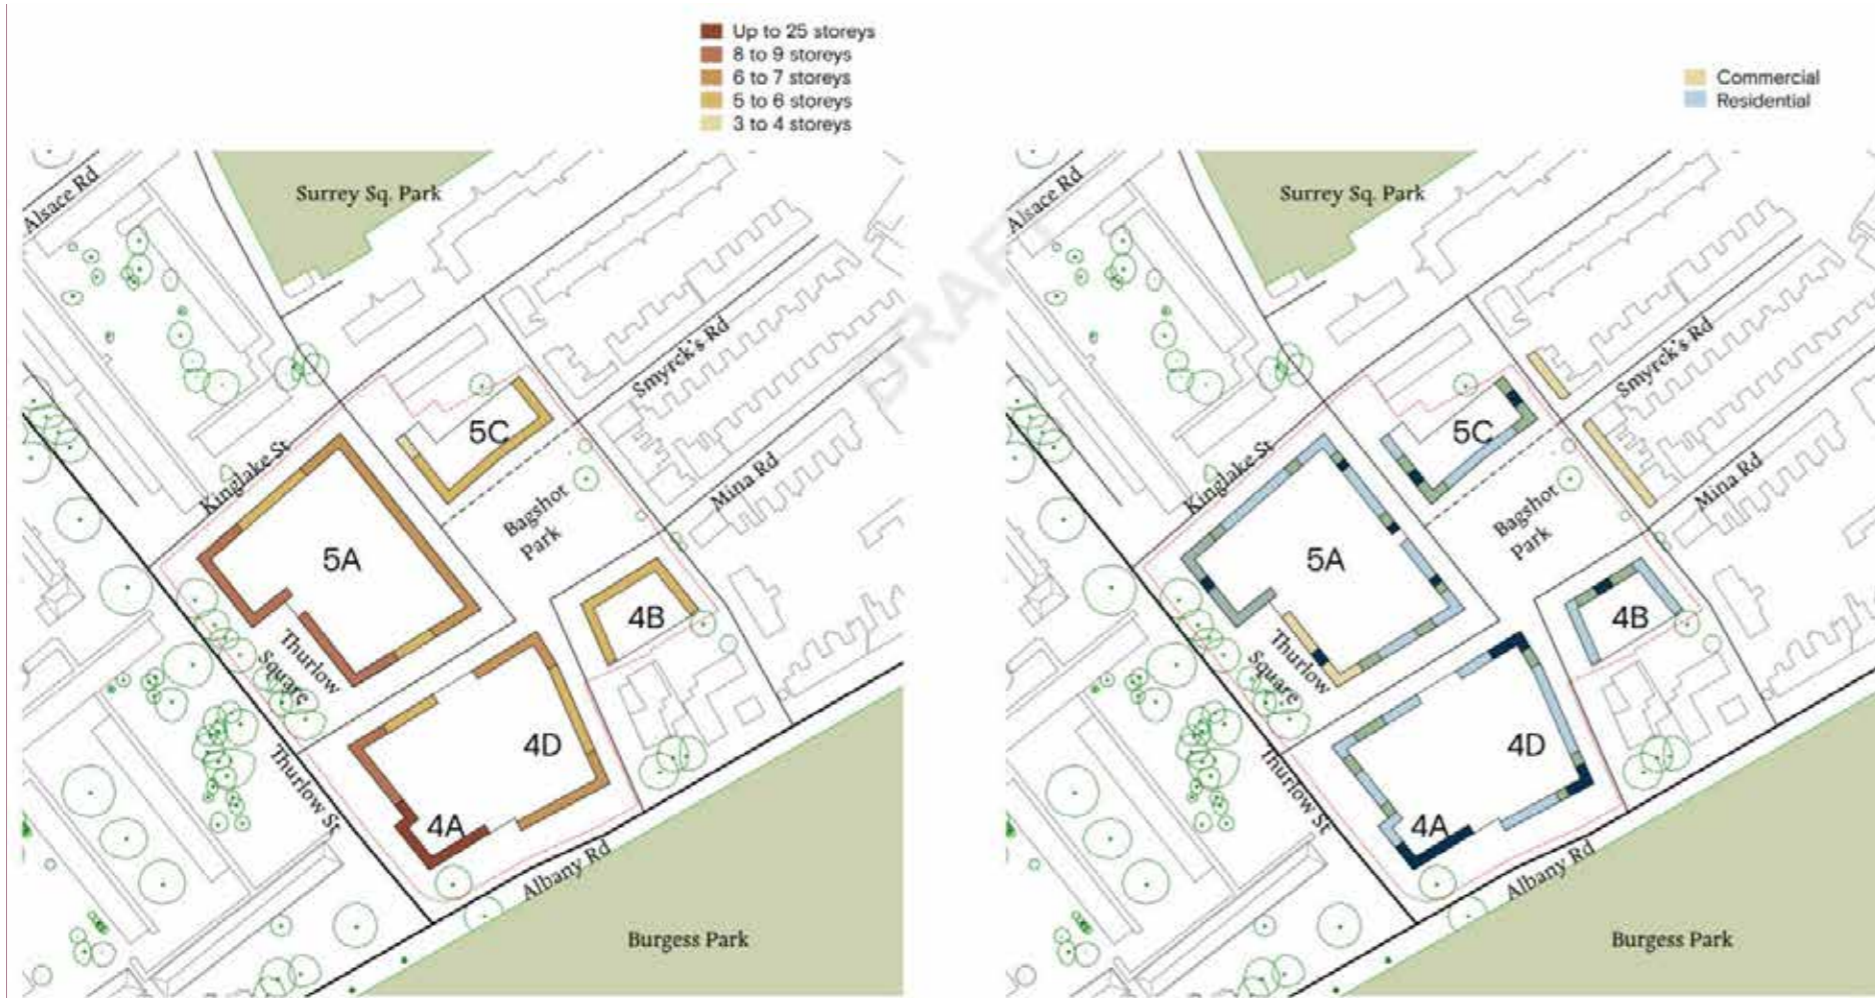 Up to 25 storeys
8 to 9 storeys
6 to 7 storeys
5 to 6 storeys
3 to 4 storeys
Alsace Rd
Surrey Sq. Park
Smyrck's Rd
5C
Kinglake St
Mina Rd
Bagshot
Park
5A
4B
Thurlow
Square
4D
Thurlow St
4A
Albany Rd
Burgess Park
DRAFT
Commercial
Residential
Alsace Rd
Surrey Sq. Park
Smyrck's Rd
5C
Kinglake St
Mina Rd
Bagshot
Park
5A
4B
Thurlow
Square
4D
Thurlow St
4A
Albany Rd
Burgess Park